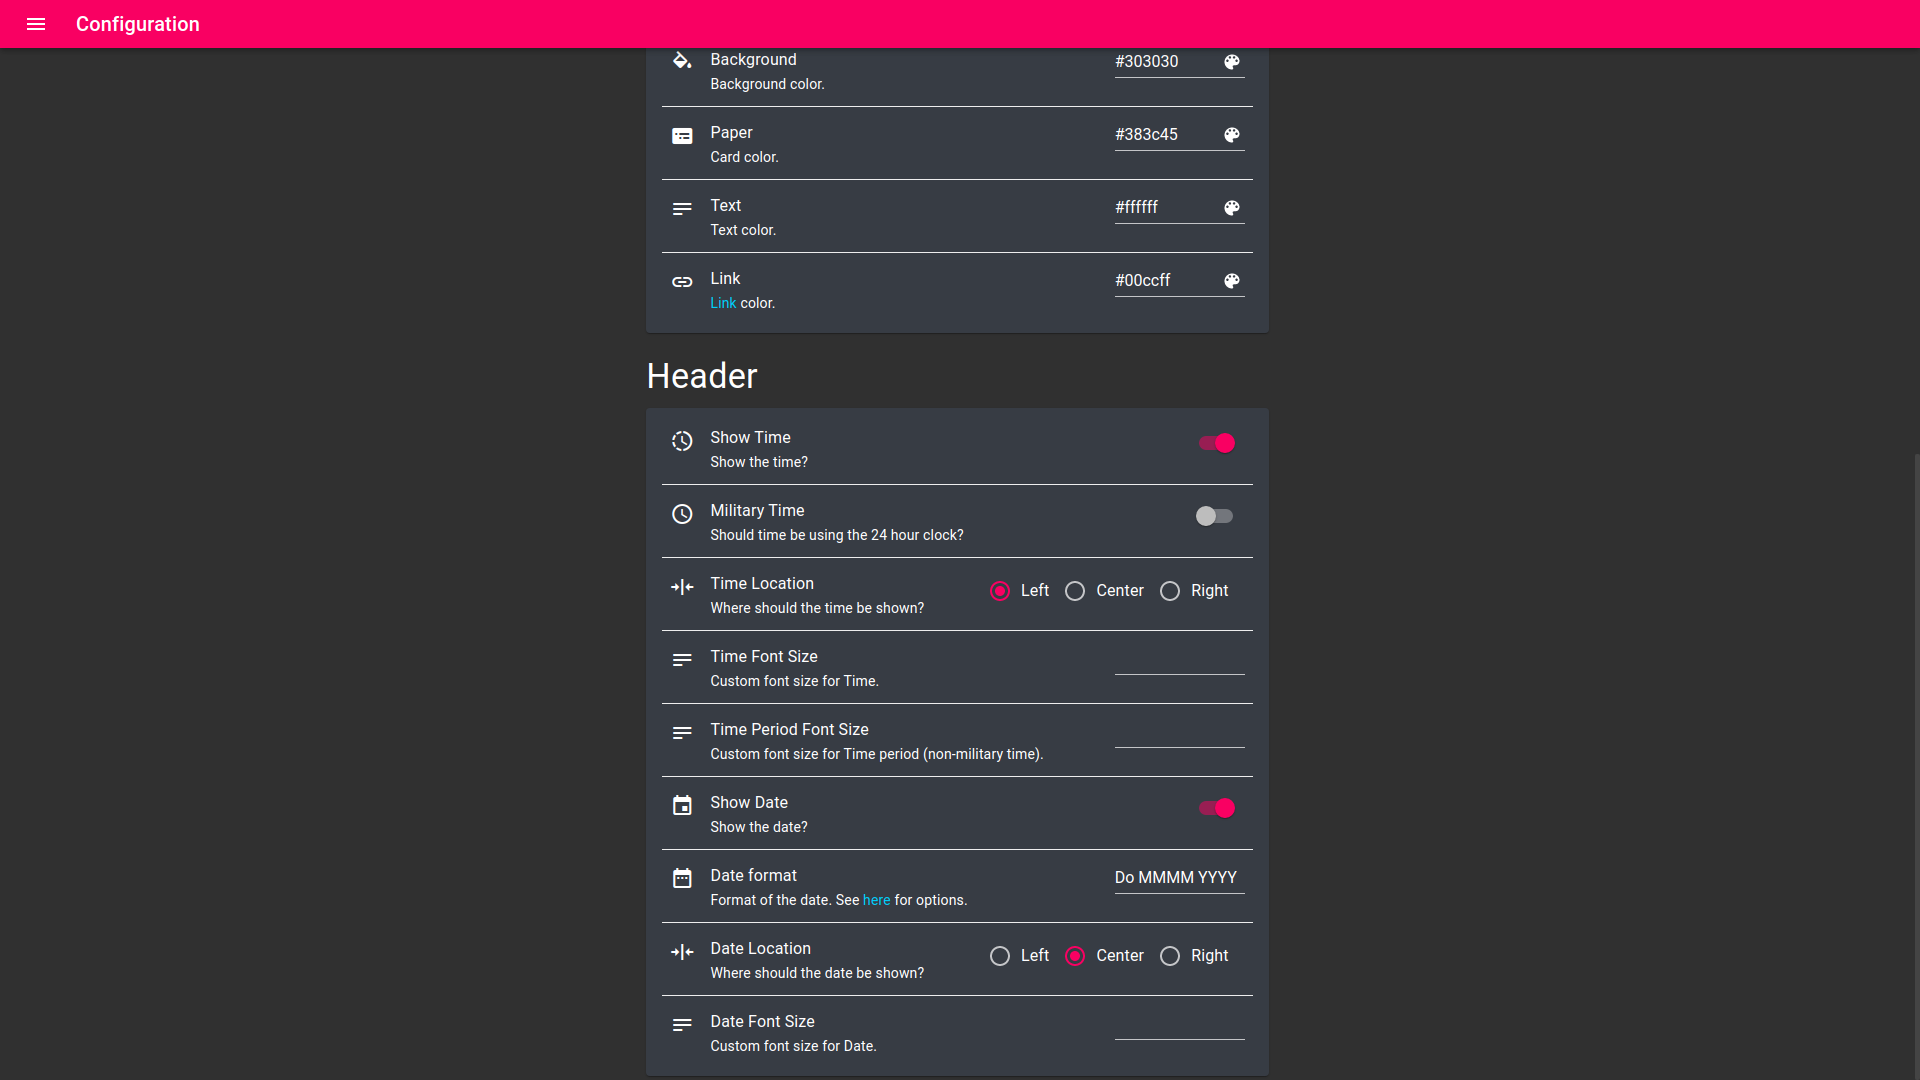 Configuration
Background
#303030
Background color.
Paper
#383c45
Card color.
Text
#ffffff
Text color.
Link
#00ccff
Link color.
Header
Show Time
Show the time?
Military Time
Should time be using the 24 hour clock?
Time Location
Left Center Right
Where should the time be shown?
Time Font Size
Custom font size for Time.
Time Period Font Size
Custom font size for Time period (non-military time).
Show Date
Show the date?
Date format
Do MMMM YYYY
Format of the date. See here for options.
Date Location
Left Center Right
Where should the date be shown?
Date Font Size
Custom font size for Date.